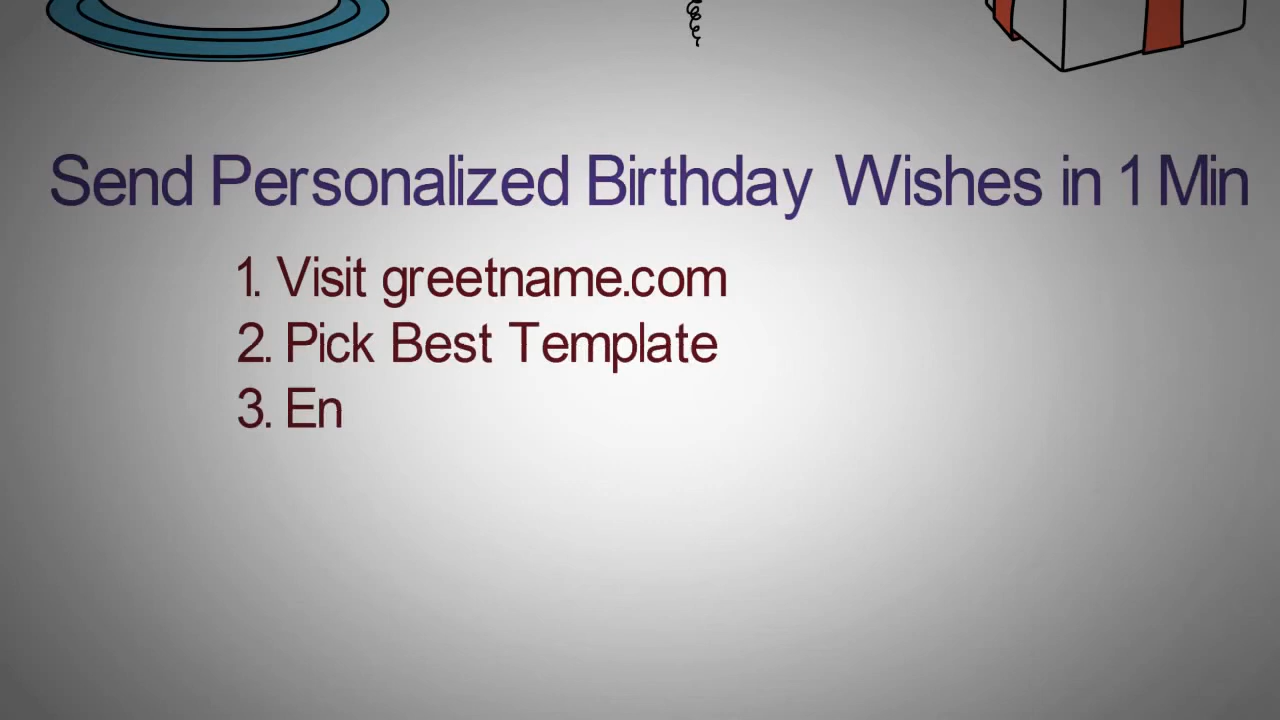 Send Personalized Birthday Wishes in 1 Min
1. Visit greetname.com
2. Pick Best Template
3. En